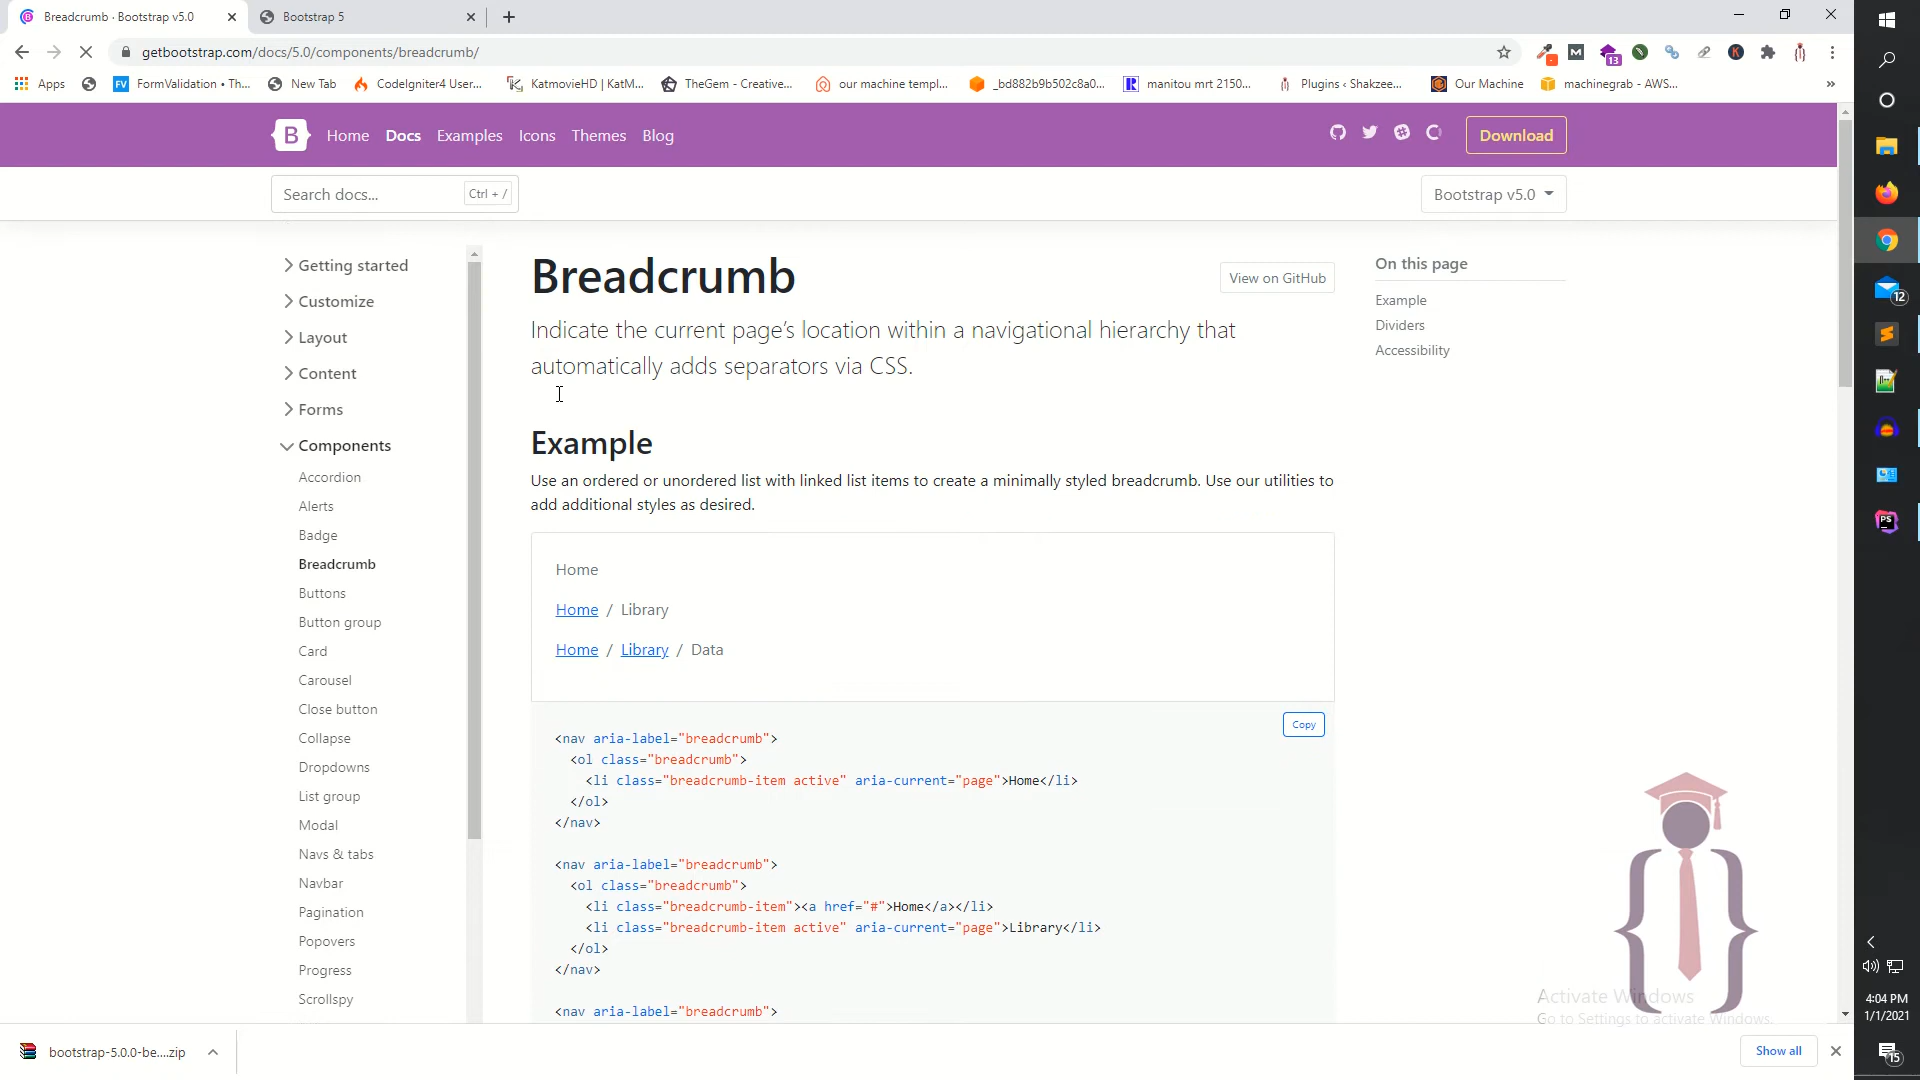 Breadcrumb · Bootstrap v5.0
Bootstrap 5
getbootstrap.com/docs/5.0/components/breadcrumb/
13
Apps
FV FormValidation • Th...
New Tab
CodeIgniter4 User...
KatmovieHD | KatM...
TheGem - Creative...
our machine templ...
_bd882b9b502c8a0...
manitou mrt 2150...
Plugins ‹ Shakzee...
Our Machine
machinegrab - AWS...
»
B
Home
Docs
Examples
Icons
Themes
Blog
Download
Search docs...
Ctrl + /
Bootstrap v5.0
Getting started
Customize
Layout
Content
Forms
Components
Accordion
Alerts
Badge
Breadcrumb
Buttons
Button group
Card
Carousel
Close button
Collapse
Dropdowns
List group
Modal
Navs & tabs
Navbar
Pagination
Popovers
Progress
Scrollspy
Breadcrumb
View on GitHub
Indicate the current page’s location within a navigational hierarchy that
automatically adds separators via CSS.
Example
Use an ordered or unordered list with linked list items to create a minimally styled breadcrumb. Use our utilities to
add additional styles as desired.
Home
Home / Library
Home / Library / Data
Copy
<nav aria-label="breadcrumb">
<ol class="breadcrumb">
<li class="breadcrumb-item active" aria-current="page">Home</li>
</ol>
</nav>
<nav aria-label="breadcrumb">
<ol class="breadcrumb">
<li class="breadcrumb-item"><a href="#">Home</a></li>
<li class="breadcrumb-item active" aria-current="page">Library</li>
</ol>
</nav>
<nav aria-label="breadcrumb">
On this page
Example
Dividers
Accessibility
Activate Windows
Go to Settings to activate Windows.
bootstrap-5.0.0-be....zip
Show all
12
PS
4:04 PM
1/1/2021
15